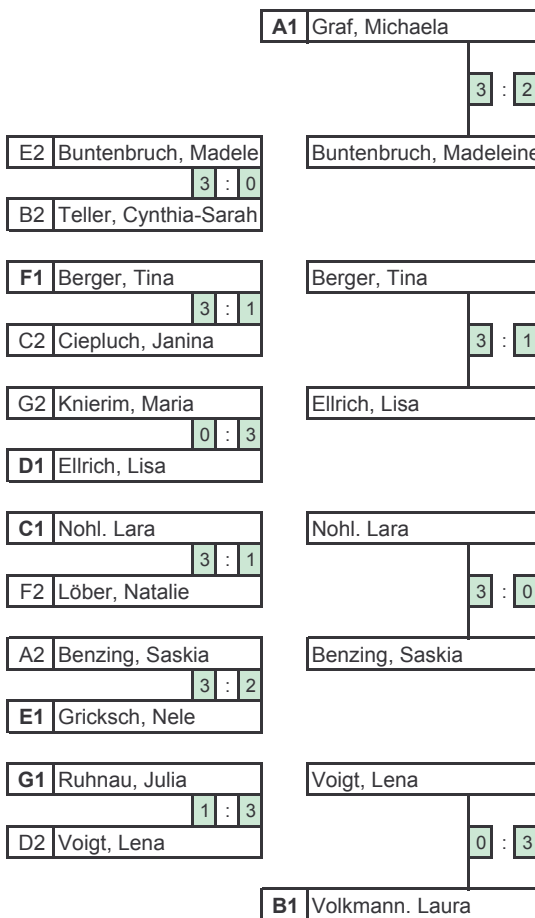 A1 Graf, Michaela
3 : 2
E2 Buntenbruch, Madele Buntenbruch, Madeleine
3 : 0
B2 Teller, Cynthia-Sarah
F1 Berger, Tina Berger, Tina
3 : 1
C2 Ciepluch, Janina 3 : 1
G2 Knierim, Maria Ellrich, Lisa
0 : 3
D1 Ellrich, Lisa
C1 Nohl. Lara Nohl. Lara
3 : 1
F2 Löber, Natalie 3 : 0
A2 Benzing, Saskia Benzing, Saskia
3 : 2
E1 Gricksch, Nele
G1 Ruhnau, Julia Voigt, Lena
1 : 3
D2 Voigt, Lena 0 : 3
B1 Volkmann. Laura